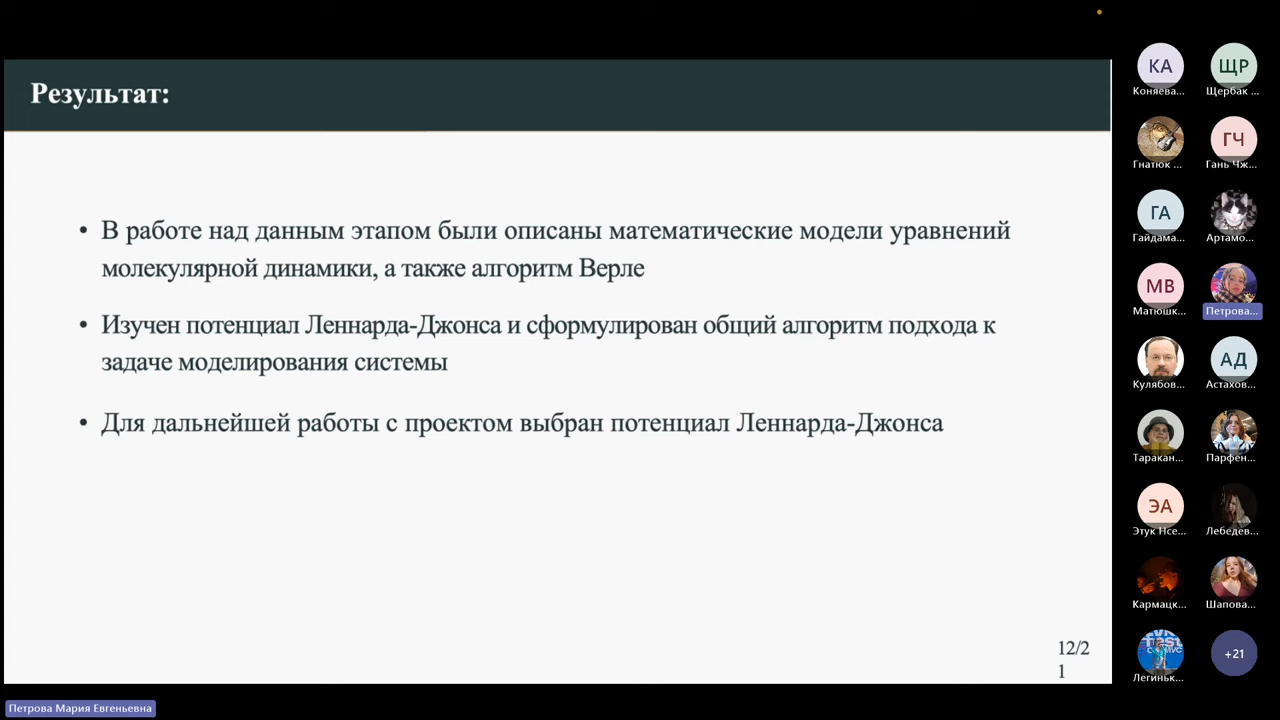 Результат:
• В работе над данным этапом были описаны математические модели уравнений
молекулярной динамики, а также алгоритм Верле
• Изучен потенциал Леннарда-Джонса и сформулирован общий алгоритм подхода к
задаче моделирования системы
• Для дальнейшей работы с проектом выбран потенциал Леннарда-Джонса
12/2
1
Петрова Мария Евгеньевна
КА
Коняева...
ЩР
Щербак ...
Гнатюк ...
ГЧ
Гань Чж...
ГА
Гайдама...
Артамо...
МВ
Матюшк...
Петрова...
Кулябов...
АД
Астахов...
Таракан...
Парфен...
ЭА
Этук Нсе...
Лебедев...
Кармацк...
Шапова...
Легиньк...
+21